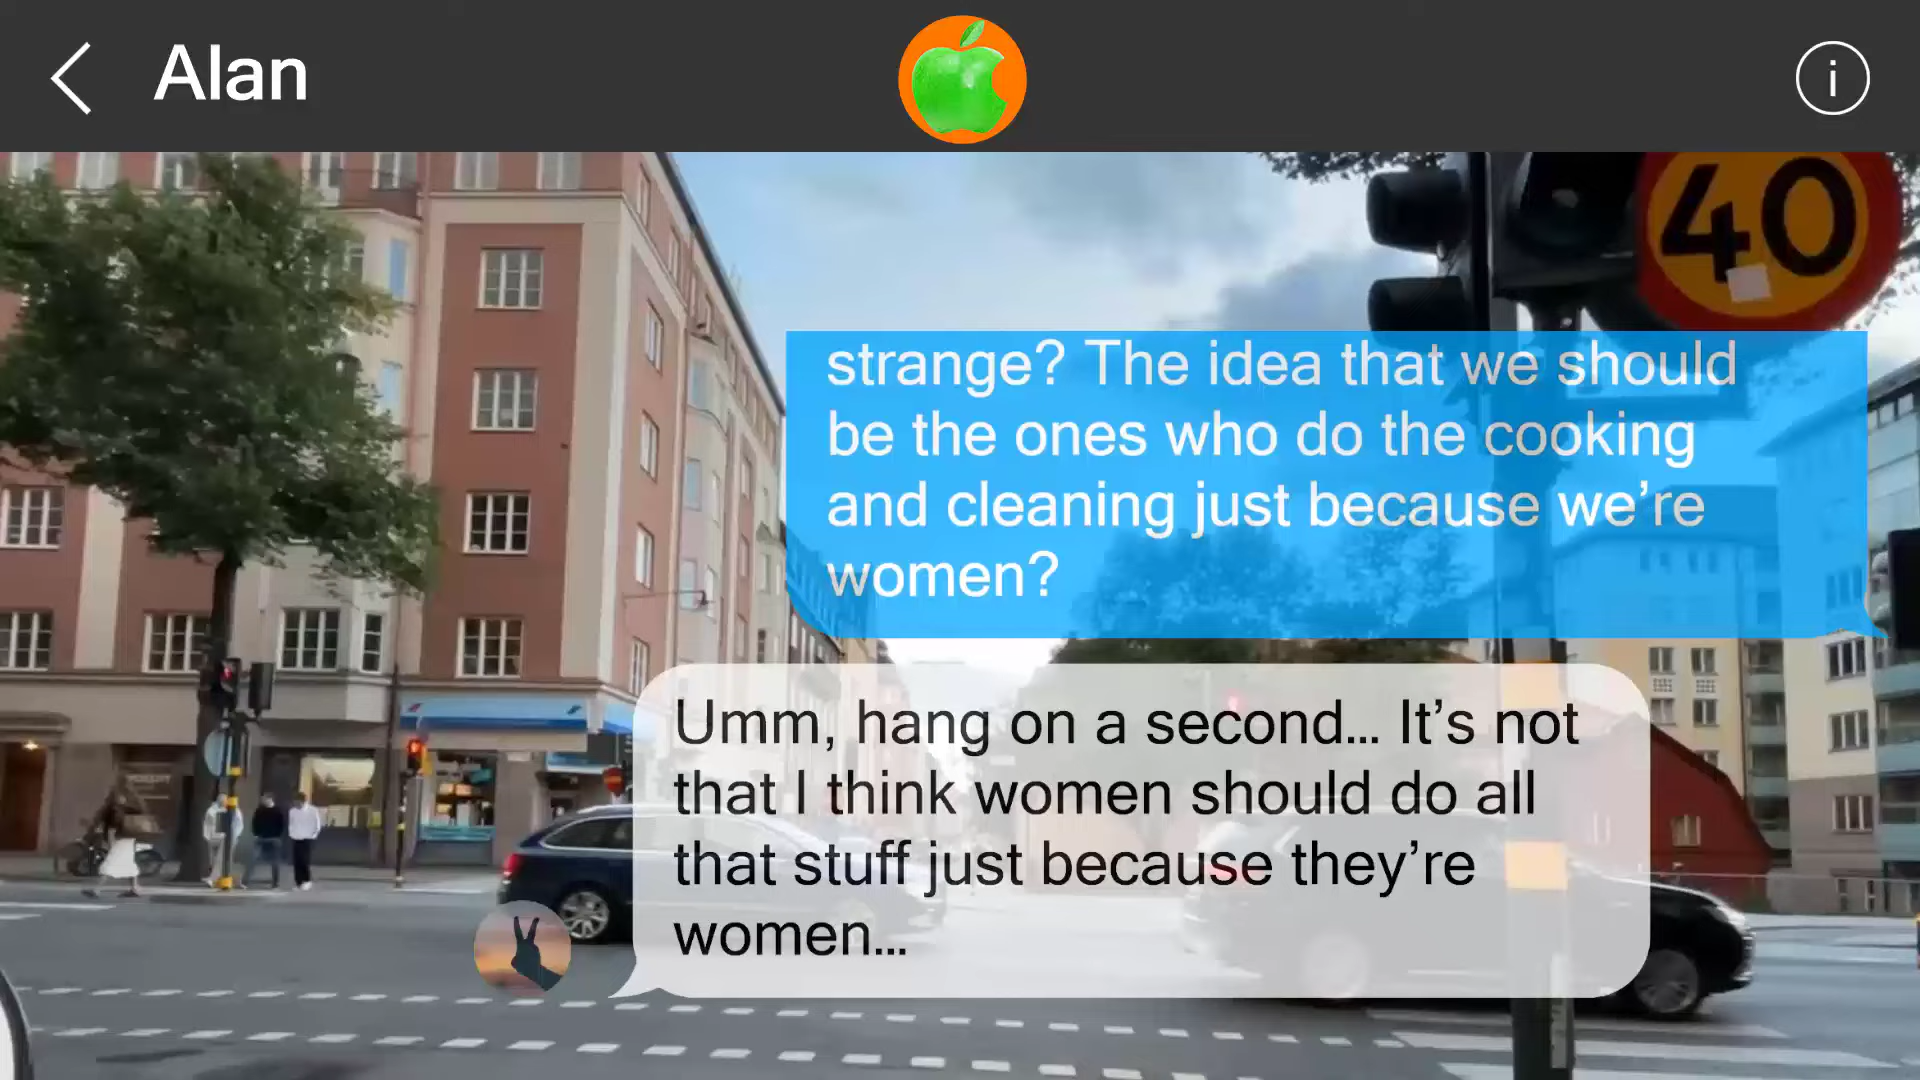 Alan
40
strange? The idea that we should
be the ones who do the cooking
and cleaning just because we’re
women?
Umm, hang on a second... It’s not
that I think women should do all
that stuff just because they’re
women...